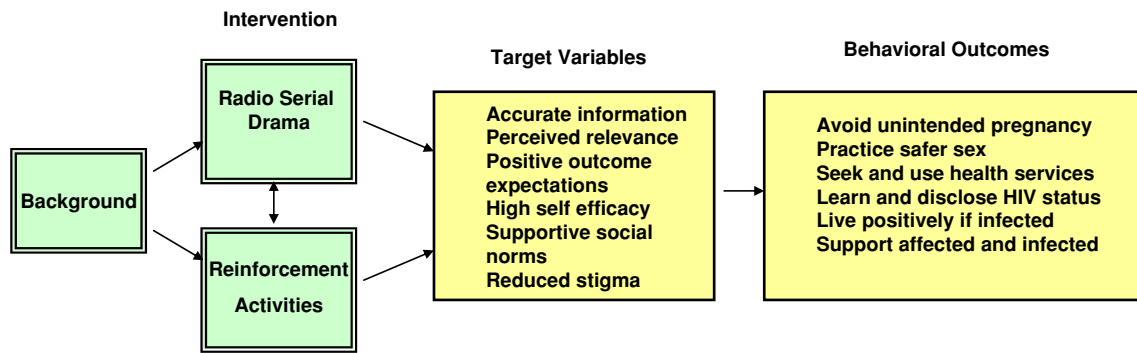 Intervention
Target Variables
Behavioral Outcomes
Background
Radio Serial
Drama
Reinforcement
Activities
Accurate information
Perceived relevance
Positive outcome
expectations
High self efficacy
Supportive social
norms
Reduced stigma
Avoid unintended pregnancy
Practice safer sex
Seek and use health services
Learn and disclose HIV status
Live positively if infected
Support affected and infected